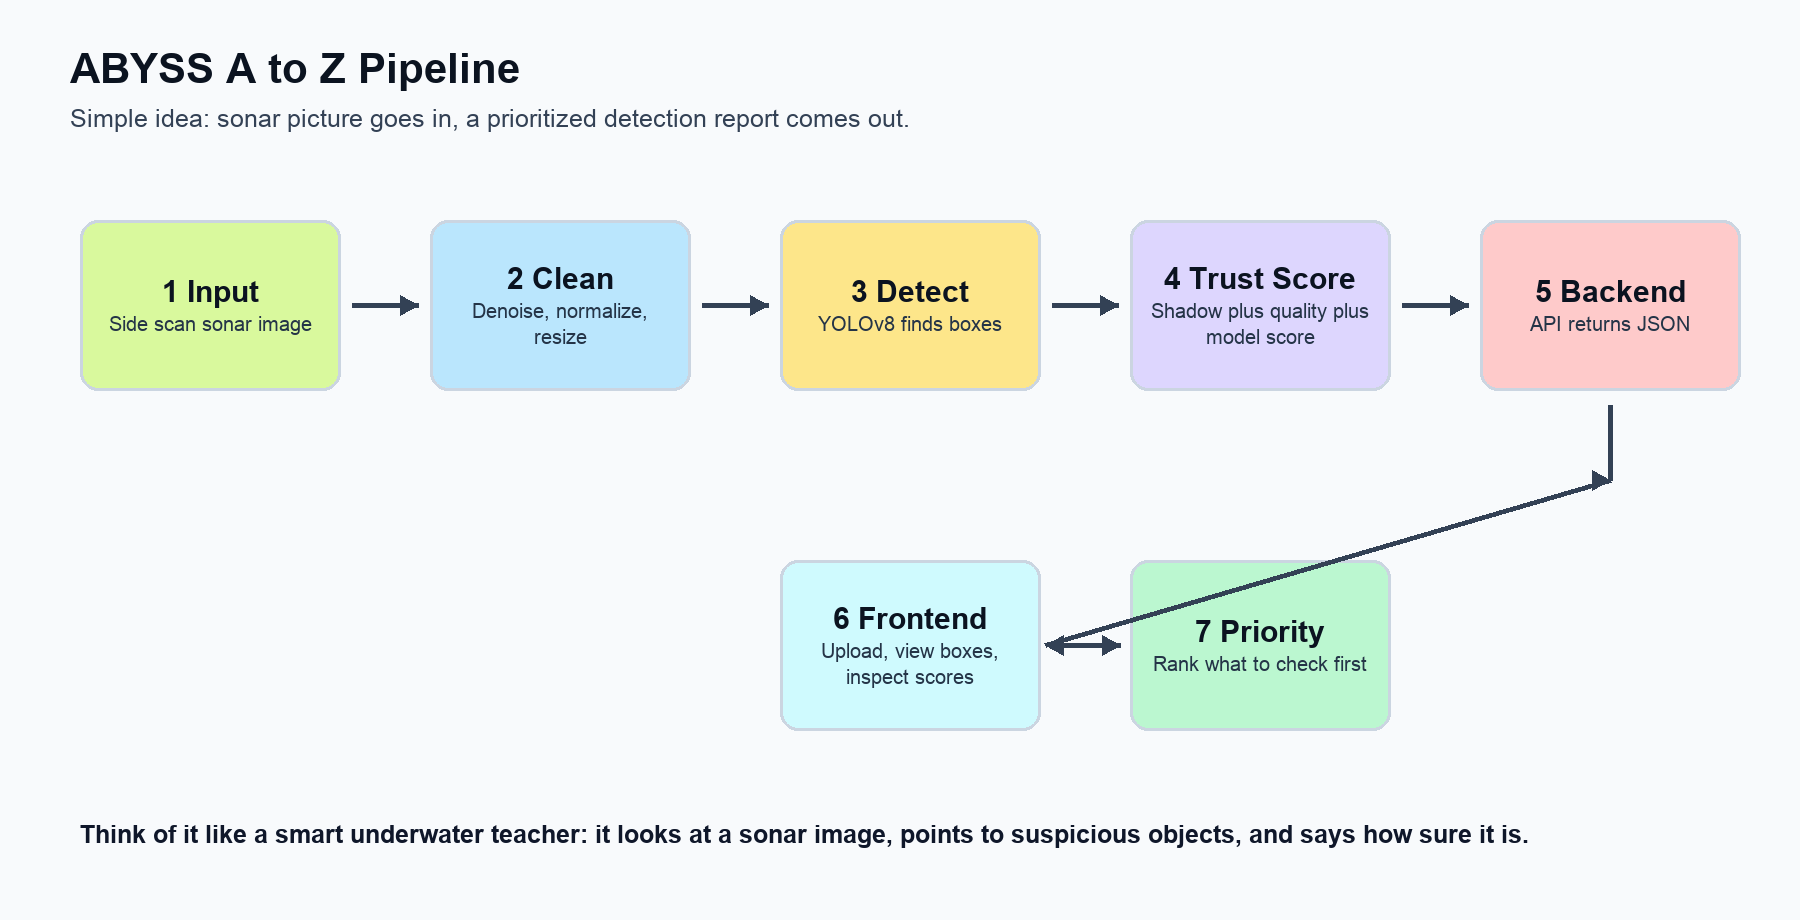 ABYSS A to Z Pipeline
Simple idea: sonar picture goes in, a prioritized detection report comes out.
1 Input
Side scan sonar image
2 Clean
Denoise, normalize,
resize
3 Detect
YOLOv8 finds boxes
4 Trust Score
Shadow plus quality plus
model score
5 Backend
API returns JSON
6 Frontend
Upload, view boxes,
inspect scores
7 Priority
Rank what to check first
Think of it like a smart underwater teacher: it looks at a sonar image, points to suspicious objects, and says how sure it is.